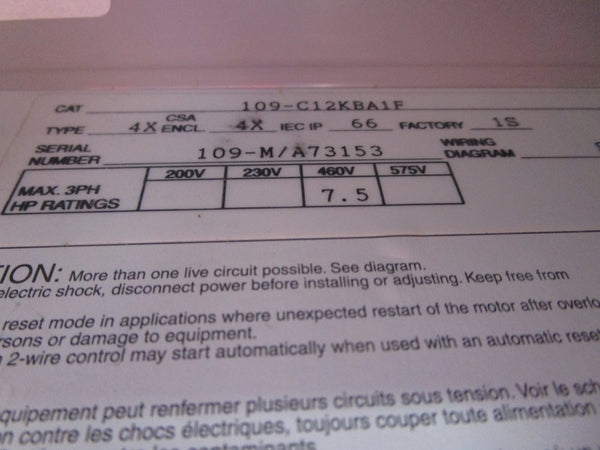 CAT 109-C12KBA1F
TYPE 4X CSA ENCL. 4X IEC IP 66 FACTORY 1S
SERIAL NUMBER 109-M/A73153 WIRING DIAGRAM
200V 230V 460V 575V
MAX. 3PH HP RATINGS 7.5
ION: More than one live circuit possible. See diagram.
electric shock, disconnect power before installing or adjusting. Keep free from
reset mode in applications where unexpected restart of the motor after overlo
rsons or damage to equipment.
2-wire control may start automatically when used with an automatic reset
quipement peut renfermer plusieurs circuits sous tension. Voir le sch
on contre les chocs électriques, toujours couper toute alimentation
les contaminants.